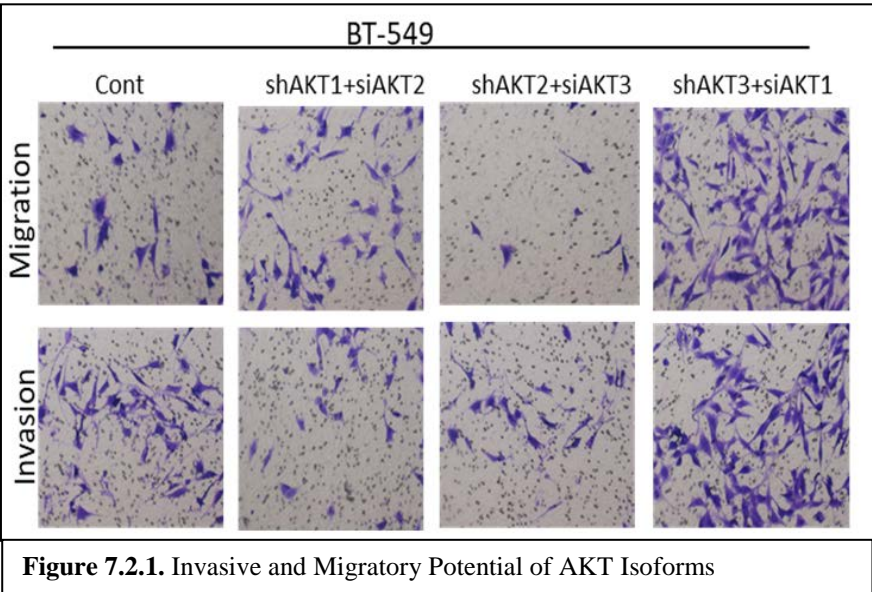 BT-549
Cont shAKT1+siAKT2 shAKT2+siAKT3 shAKT3+siAKT1
Migration
Invasion
Figure 7.2.1. Invasive and Migratory Potential of AKT Isoforms